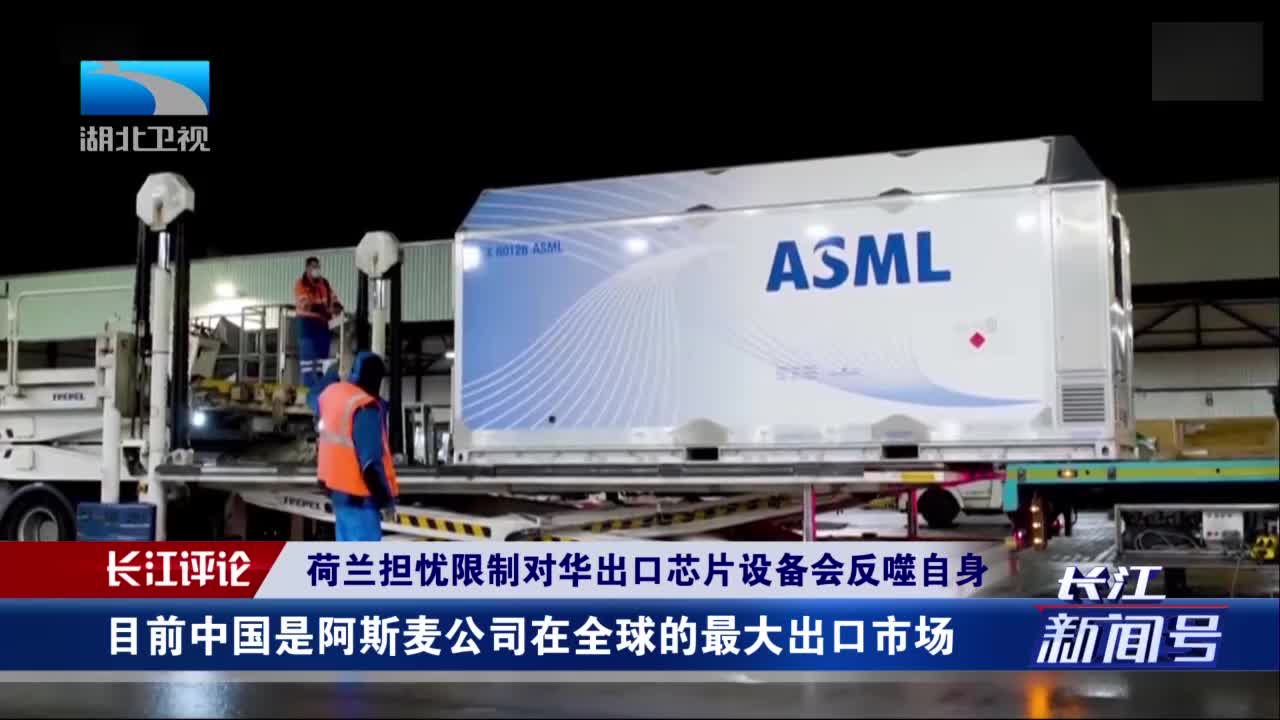 湖北卫视
E 6012B ASML
ASML
TREPEL
TREPEL
长江评论
荷兰担忧限制对华出口芯片设备会反噬自身
目前中国是阿斯麦公司在全球的最大出口市场
长江
新闻号